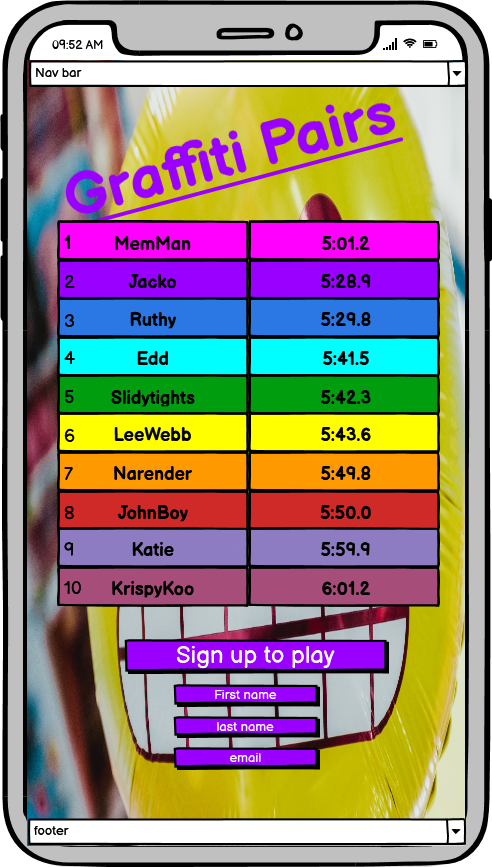 09:52 AM
Nav bar
Graffiti Pairs
1 MemMan 5:01.2
2 Jacko 5:28.9
3 Ruthy 5:29.8
4 Edd 5:41.5
5 Slidytights 5:42.3
6 LeeWebb 5:43.6
7 Narender 5:49.8
8 JohnBoy 5:50.0
9 Katie 5:59.9
10 KrispyKoo 6:01.2
Sign up to play
First name
last name
email
footer